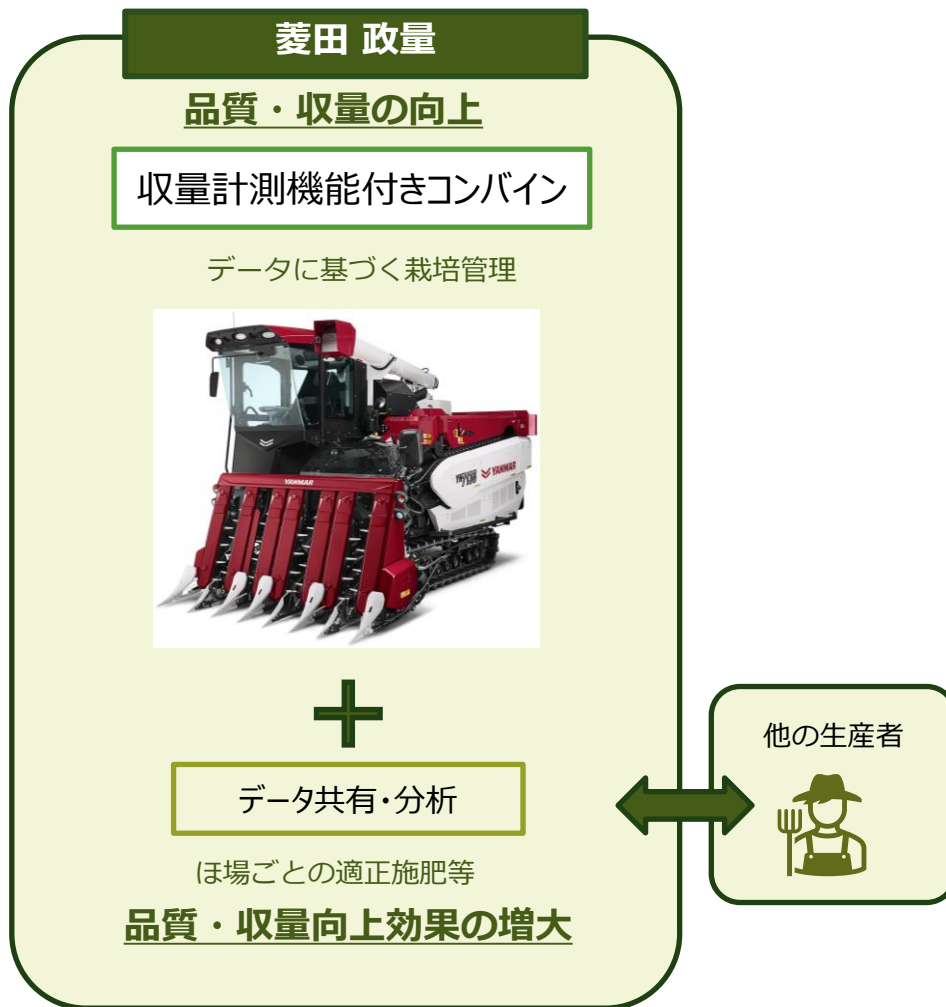 菱田 政量
品質・収量の向上
収量計測機能付きコンバイン
データに基づく栽培管理
YANMAR
YANMAR
データ共有・分析
ほ場ごとの適正施肥等
品質・収量向上効果の増大
他の生産者